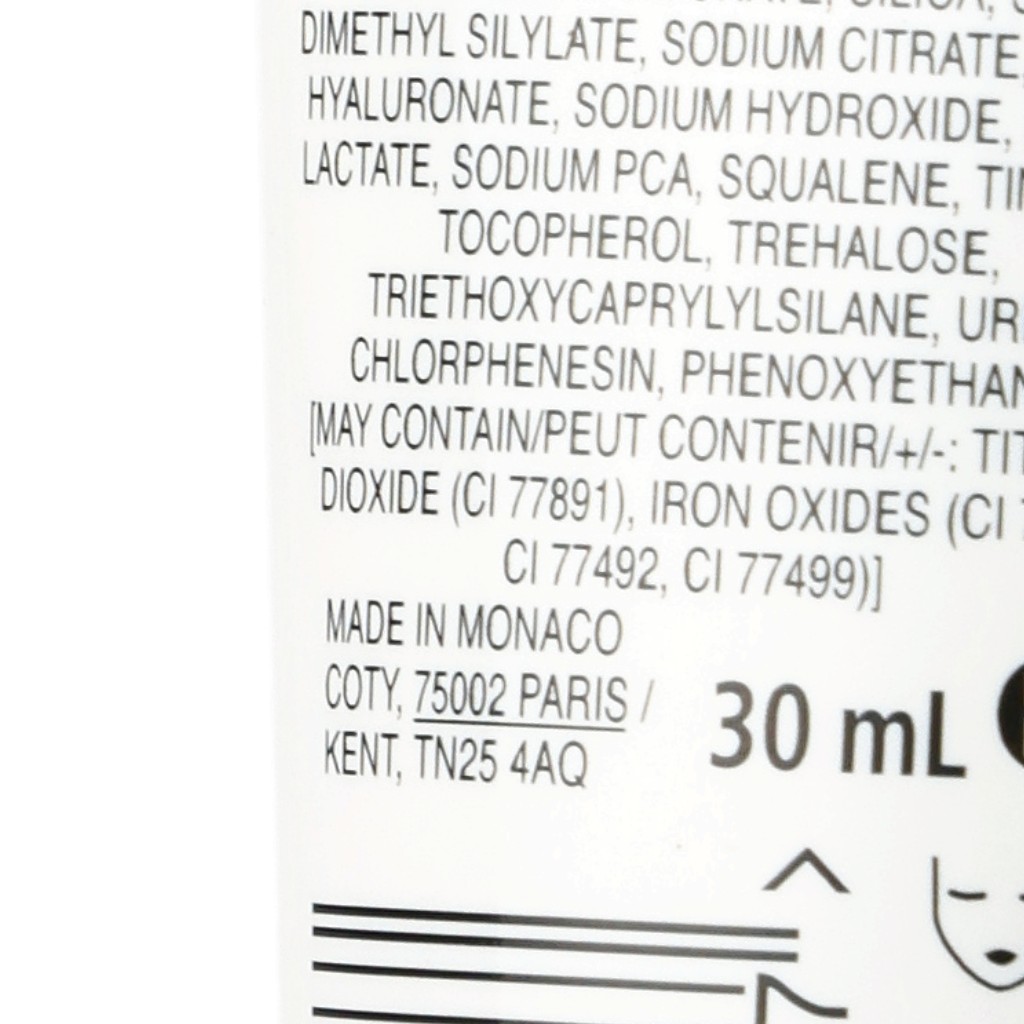 SILICA,
DIMETHYL SILYLATE, SODIUM CITRATE,
HYALURONATE, SODIUM HYDROXIDE,
LACTATE, SODIUM PCA, SQUALENE,
TOCOPHEROL, TREHALOSE,
TRIETHOXYCAPRYLYLSILANE,
CHLORPHENESIN,
[MAY CONTAIN/PEUT CONTENIR/+/-:
DIOXIDE (CI 77891), IRON OXIDES (CI
CI 77492, CI 77499)]
MADE IN MONACO
COTY, 75002 PARIS /
KENT, TN25 4AQ
30 mL